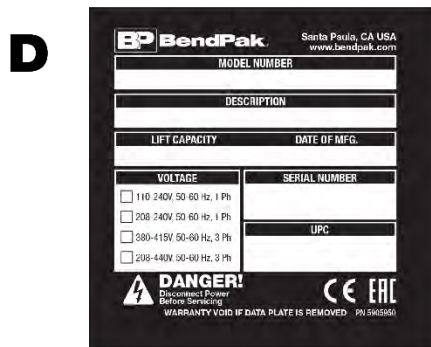 D
BP BendPak
Santa Paula, CA USA
www.bendpak.com
MODEL NUMBER
DESCRIPTION
LIFT CAPACITY DATE OF MFG.
VOLTAGE
110-240V, 50-60 Hz, 1 Ph
208-240V, 50-60 Hz, 1 Ph
380-415V, 50-60 Hz, 3 Ph
208-440V, 50-60 Hz, 3 Ph
SERIAL NUMBER
UPC
DANGER!
Disconnect Power
Before Servicing
CE EAC
WARRANTY VOID IF DATA PLATE IS REMOVED PN 5905950